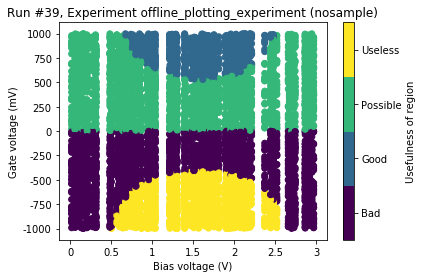 Run #39, Experiment offline_plotting_experiment (nosample)
1000
750
500
250
0
-250
-500
-750
-1000
Gate voltage (mV)
0
0.5
1
1.5
2
2.5
3
Bias voltage (V)
Useless
Possible
Good
Bad
Usefulness of region